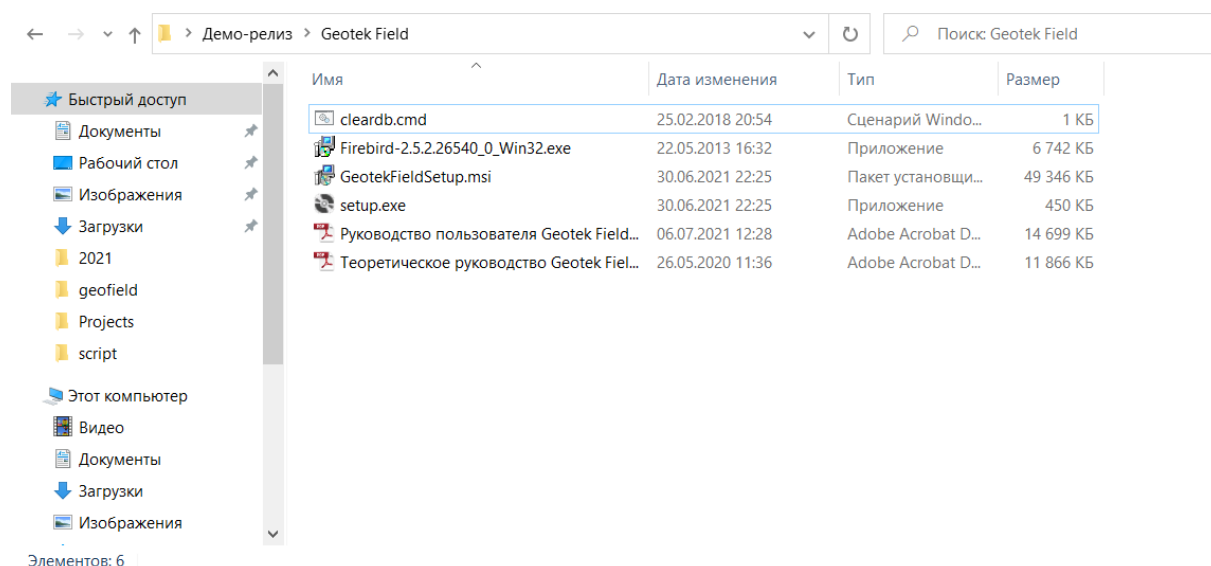 Демо-релиз > Geotek Field
Поиск: Geotek Field
Быстрый доступ
Документы
Рабочий стол
Изображения
Загрузки
2021
geofield
Projects
script
Этот компьютер
Видео
Документы
Загрузки
Изображения
Имя Дата изменения Тип Размер
cleardb.cmd 25.02.2018 20:54 Сценарий Windo... 1 КБ
Firebird-2.5.2.26540_0_Win32.exe 22.05.2013 16:32 Приложение 6 742 КБ
GeotekFieldSetup.msi 30.06.2021 22:25 Пакет установщи... 49 346 КБ
setup.exe 30.06.2021 22:25 Приложение 450 КБ
Руководство пользователя Geotek Field... 06.07.2021 12:28 Adobe Acrobat D... 14 699 КБ
Теоретическое руководство Geotek Fiel... 26.05.2020 11:36 Adobe Acrobat D... 11 866 КБ
Элементов: 6